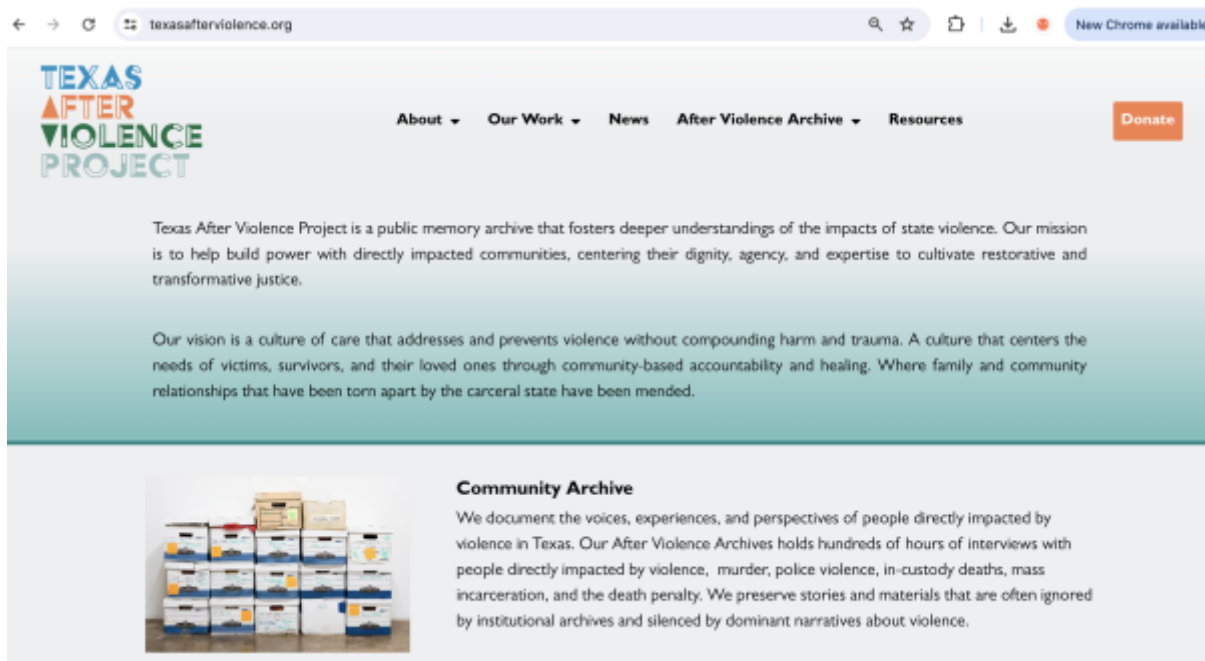 texasafterviolence.org
New Chrome available
TEXAS
AFTER
VIOLENCE
PROJECT
About
Our Work
News
After Violence Archive
Resources
Donate
Texas After Violence Project is a public memory archive that fosters deeper understandings of the impacts of state violence. Our mission
is to help build power with directly impacted communities, centering their dignity, agency, and expertise to cultivate restorative and
transformative justice.
Our vision is a culture of care that addresses and prevents violence without compounding harm and trauma. A culture that centers the
needs of victims, survivors, and their loved ones through community-based accountability and healing. Where family and community
relationships that have been torn apart by the carceral state have been mended.
Community Archive
We document the voices, experiences, and perspectives of people directly impacted by
violence in Texas. Our After Violence Archives holds hundreds of hours of interviews with
people directly impacted by violence, murder, police violence, in-custody deaths, mass
incarceration, and the death penalty. We preserve stories and materials that are often ignored
by institutional archives and silenced by dominant narratives about violence.